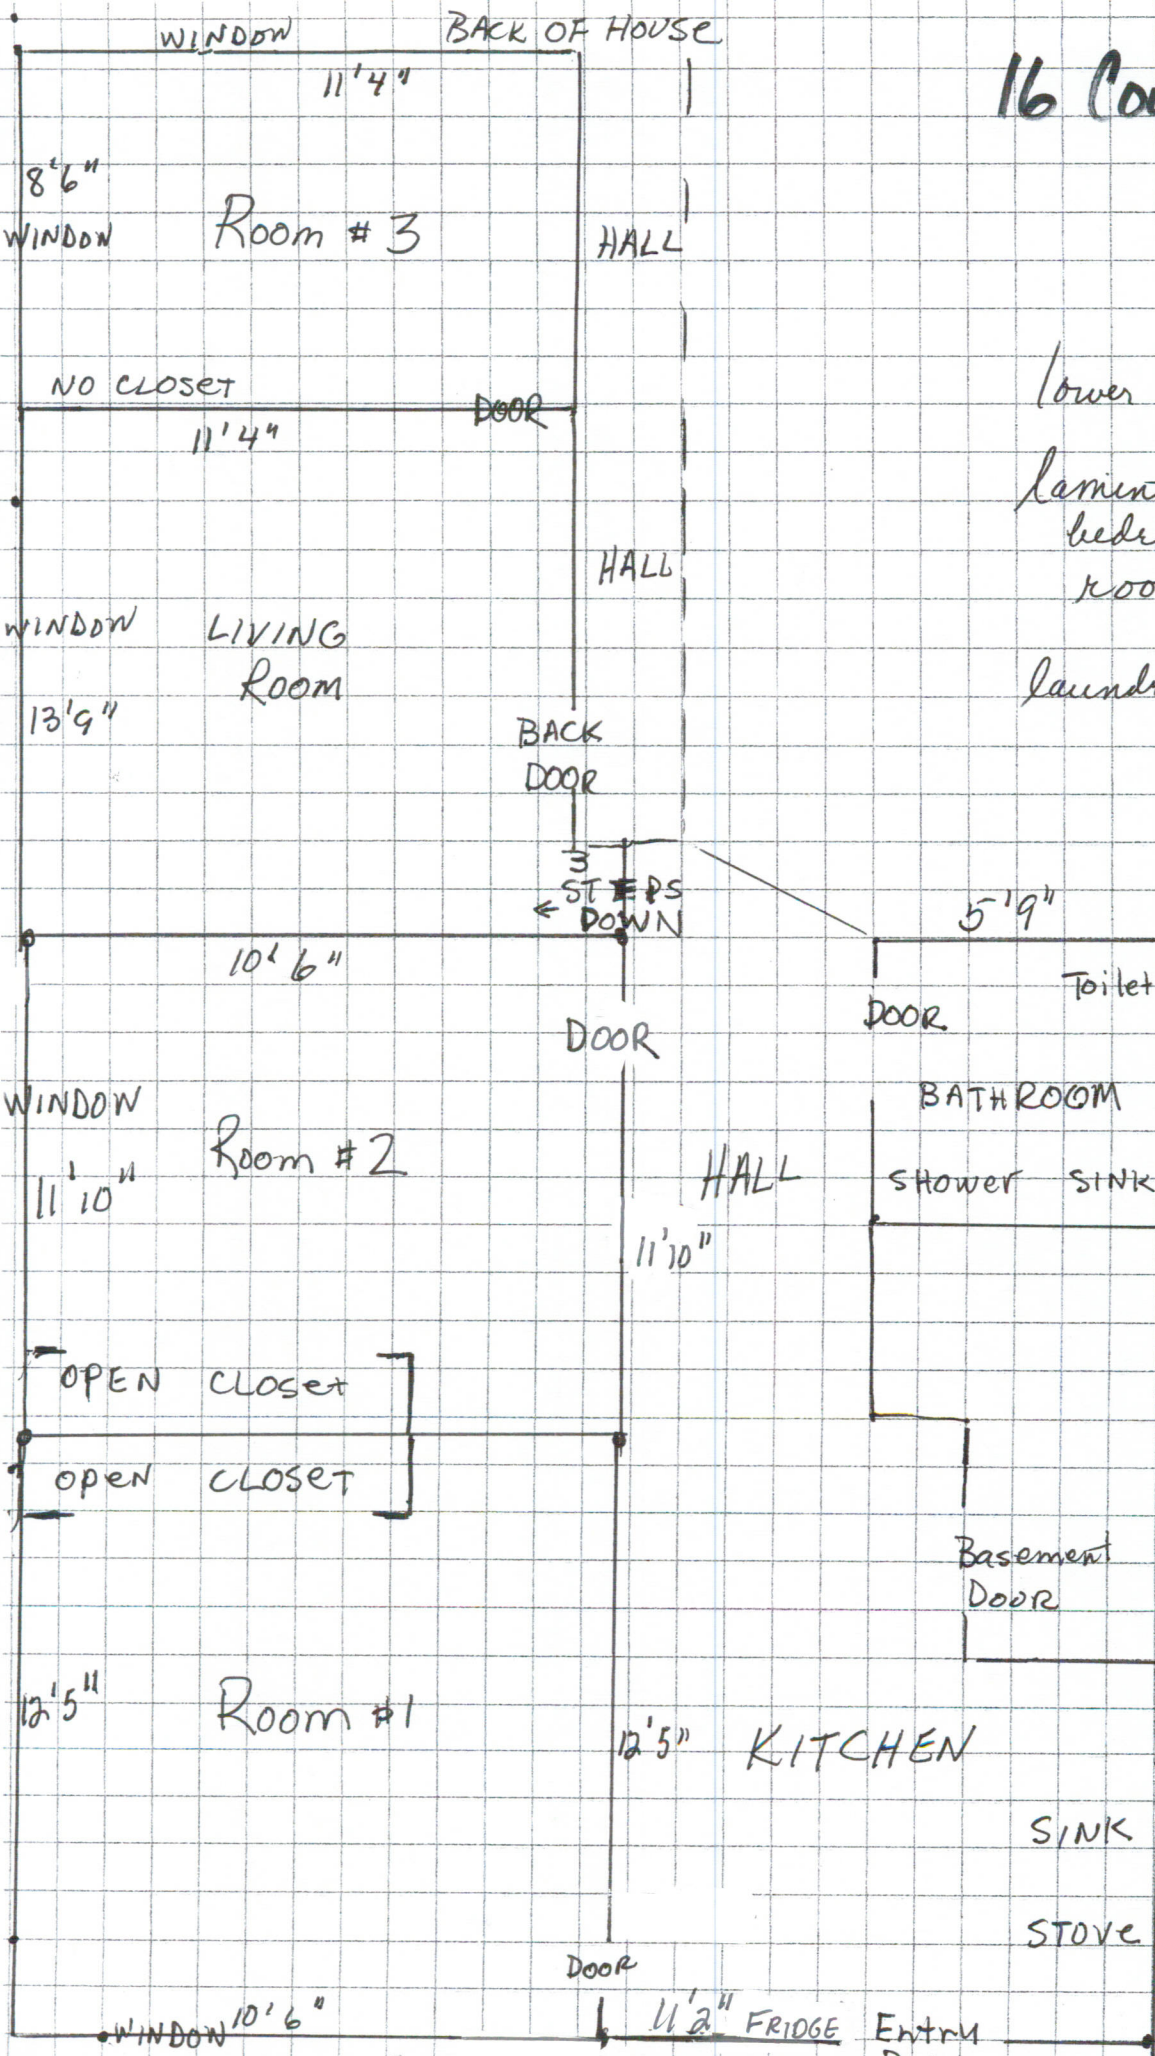 WINDOW BACK OF HOUSE
11'4"
16
8'6"
WINDOW Room #3 HALL
NO CLOSET
DOOR
11'4"
lower
HALL
WINDOW LIVING
Room
13'9"
BACK
DOOR
3
STEPS
← DOWN
5'9"
10'6"
Toilet
DOOR DOOR
WINDOW BATHROOM
Room #2 HALL SHower SINK
11'10"
11'10"
OPEN CLOSET
OPEN CLOSET
Basement
DOOR
12'5" Room #1 12'5" KITCHEN
SINK
STOVE
DOOR
WINDOW 10'6" 11'2" FRIDGE Entry